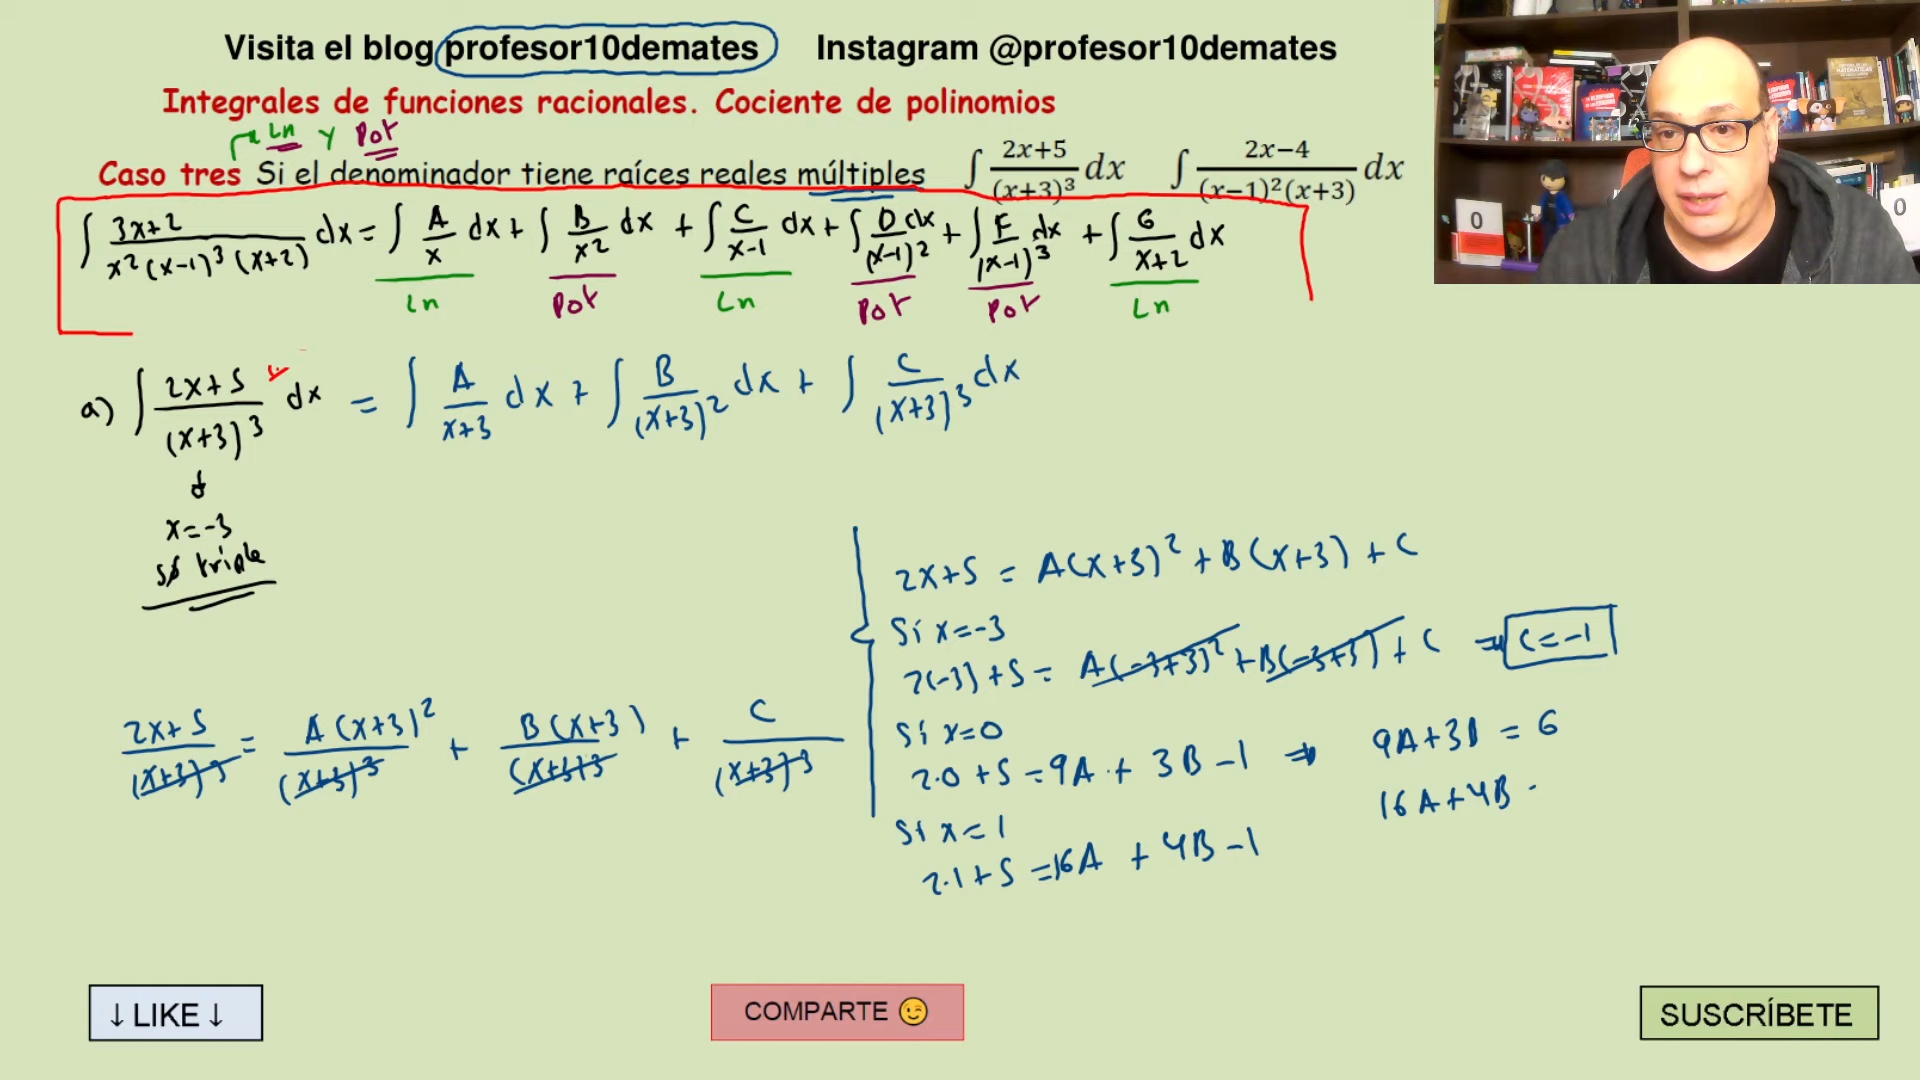 Visita el blog profesor10demates Instagram @profesor10demates
Integrales de funciones racionales. Cociente de polinomios
Ln y Pot
Caso tres Si el denominador tiene raíces reales múltiples ∫ (2x+5)/(x+3)³ dx ∫ (2x−4)/((x−1)²(x+3)) dx
∫ (3x+2)/(x²(x-1)³(x+2)) dx = ∫ A/x dx + ∫ B/x² dx + ∫ C/(x-1) dx + ∫ D dx/(x-1)² + ∫ F/(x-1)³ dx + ∫ G/(x+2) dx
Ln Pot Ln Pot Pot Ln
a) ∫ (2x+5)/(x+3)³ dx = ∫ A/(x+3) dx + ∫ B/(x+3)² dx + ∫ C/(x+3)³ dx
x=-3
triple
(2x+5)/(x+3)³ = A(x+3)²/(x+3)³ + B(x+3)/(x+3)³ + C/(x+3)³
2x+5 = A(x+3)² + B(x+3) + C
Si x=-3
2(-3)+5 = A(-3+3)² + B(-3+3) + C ⇒ C=-1
Si x=0
2·0+5 = 9A + 3B - 1 ⇒ 9A+3B = 6
16A+4B
Si x=1
2·1+5 = 16A + 4B - 1
↓ LIKE ↓
COMPARTE 😉
SUSCRÍBETE
0
0